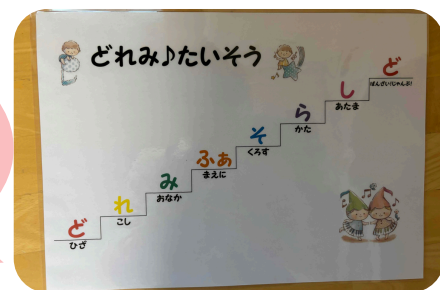 どれみ♪たいそう
ど
ばんざい(じゃんぷ)
し
あたま
ら
かた
そ
くろす
ふぁ
まえに
み
おなか
れ
こし
ど
ひざ